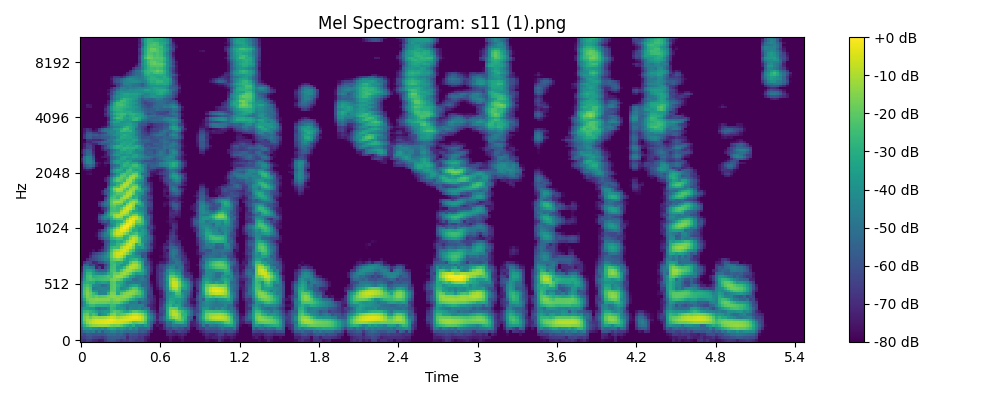 Mel Spectrogram: s11 (1).png
Hz
8192
4096
2048
1024
512
0
0 0.6 1.2 1.8 2.4 3 3.6 4.2 4.8 5.4
Time
+0 dB
-10 dB
-20 dB
-30 dB
-40 dB
-50 dB
-60 dB
-70 dB
-80 dB